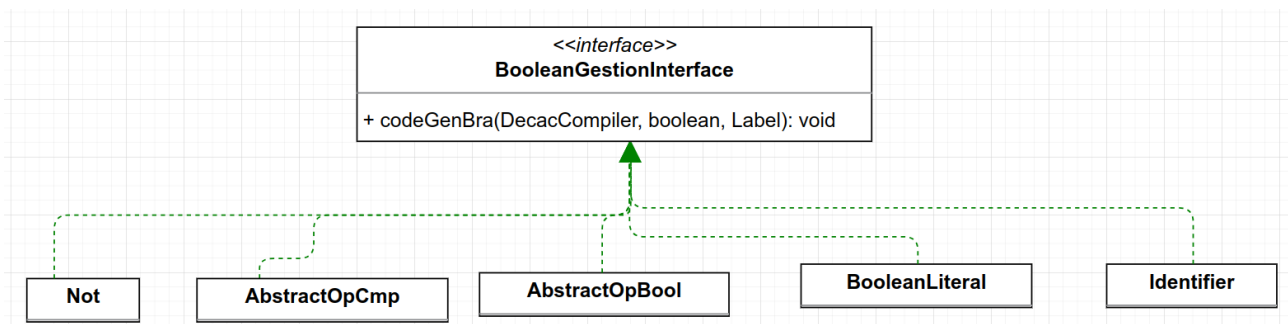 <<interface>>
BooleanGestionInterface
+ codeGenBra(DecacCompiler, boolean, Label): void
Not
AbstractOpCmp
AbstractOpBool
BooleanLiteral
Identifier